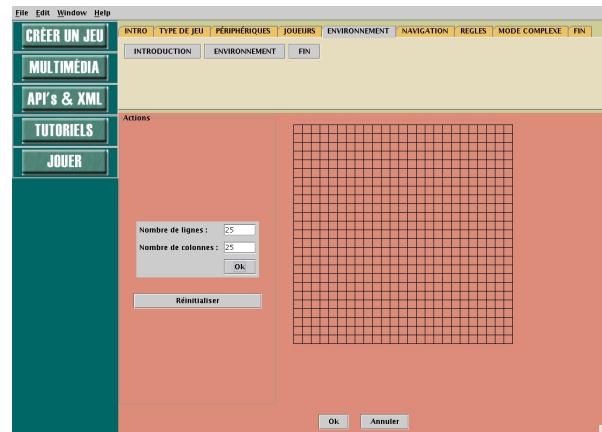 File Edit Window Help
CRÉER UN JEU
MULTIMÉDIA
API's & XML
TUTORIELS
JOUER
INTRO TYPE DE JEU PÉRIPHÉRIQUES JOUEURS ENVIRONNEMENT NAVIGATION REGLES MODE COMPLEXE FIN
INTRODUCTION ENVIRONNEMENT FIN
Actions
Nombre de lignes : 25
Nombre de colonnes : 25
Ok
Réinitialiser
Ok Annuler